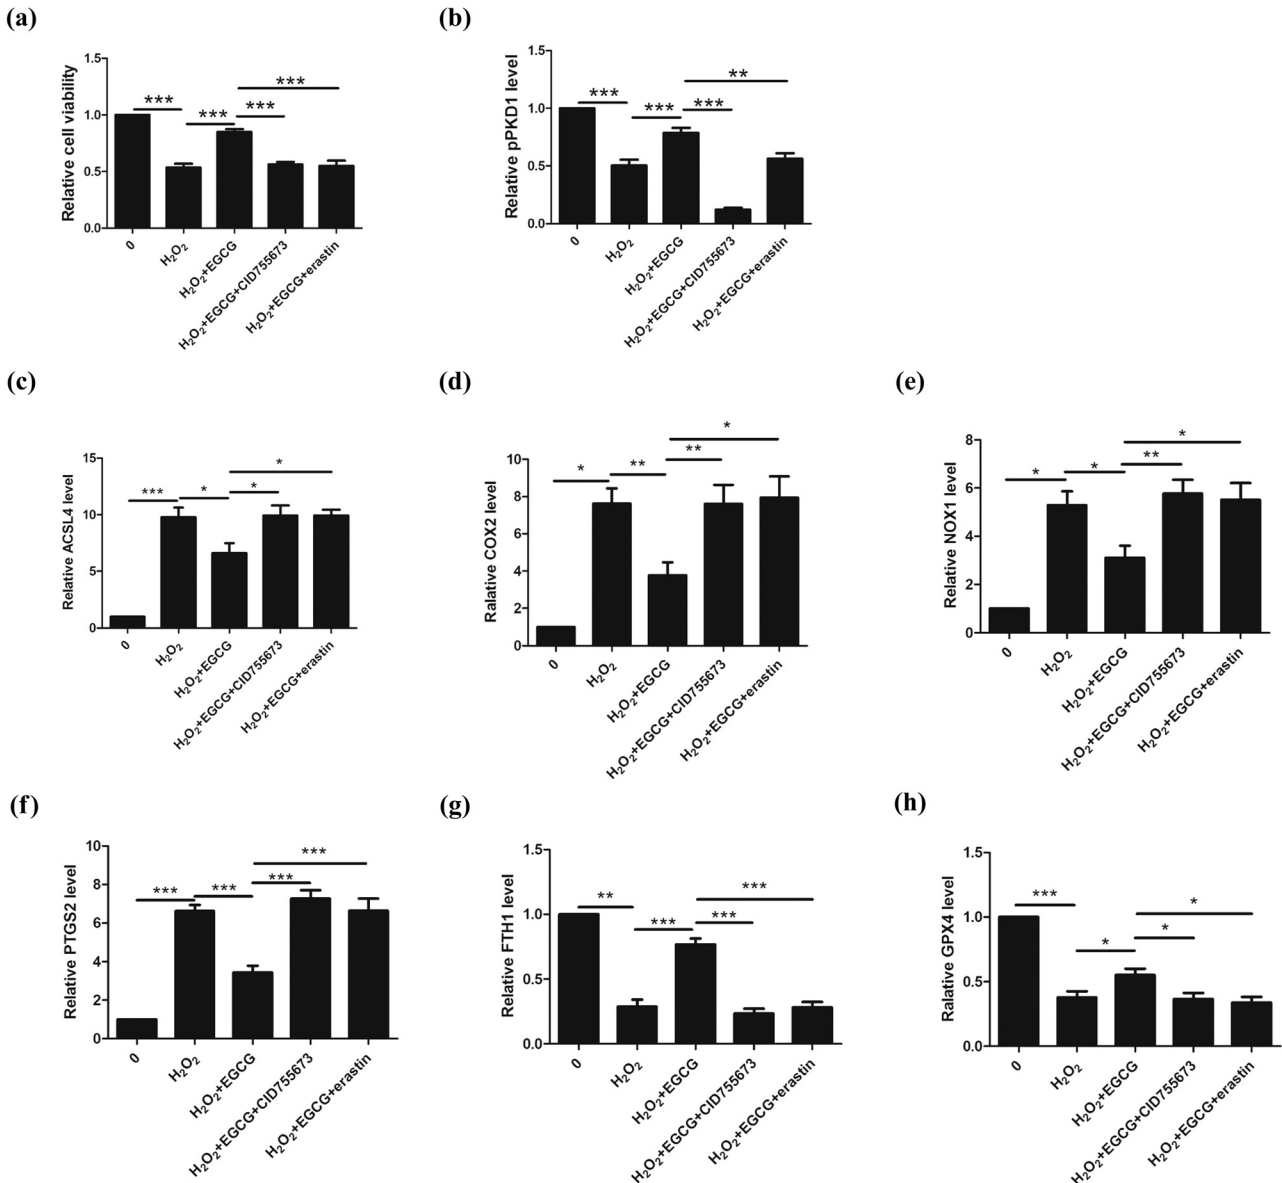 (a)
Relative cell viability
1.5
1.0
0.5
0.0
***
***
***
***
0
H₂O₂
H₂O₂+EGCG
H₂O₂+EGCG+CID755673
H₂O₂+EGCG+erastin
(b)
Relative pPKD1 level
1.5
1.0
0.5
0.0
***
***
***
**
0
H₂O₂
H₂O₂+EGCG
H₂O₂+EGCG+CID755673
H₂O₂+EGCG+erastin
(c)
Relative ACSL4 level
15
10
5
0
***
*
*
*
0
H₂O₂
H₂O₂+EGCG
H₂O₂+EGCG+CID755673
H₂O₂+EGCG+erastin
(d)
Ralative COX2 level
10
8
6
4
2
0
*
**
**
*
0
H₂O₂
H₂O₂+EGCG
H₂O₂+EGCG+CID755673
H₂O₂+EGCG+erastin
(e)
Relative NOX1 level
8
6
4
2
0
*
*
**
*
0
H₂O₂
H₂O₂+EGCG
H₂O₂+EGCG+CID755673
H₂O₂+EGCG+erastin
(f)
Relative PTGS2 level
10
8
6
4
2
0
***
***
***
***
0
H₂O₂
H₂O₂+EGCG
H₂O₂+EGCG+CID755673
H₂O₂+EGCG+erastin
(g)
Relative FTH1 level
1.5
1.0
0.5
0.0
**
***
***
***
0
H₂O₂
H₂O₂+EGCG
H₂O₂+EGCG+CID755673
H₂O₂+EGCG+erastin
(h)
Relative GPX4 level
1.5
1.0
0.5
0.0
***
*
*
*
0
H₂O₂
H₂O₂+EGCG
H₂O₂+EGCG+CID755673
H₂O₂+EGCG+erastin